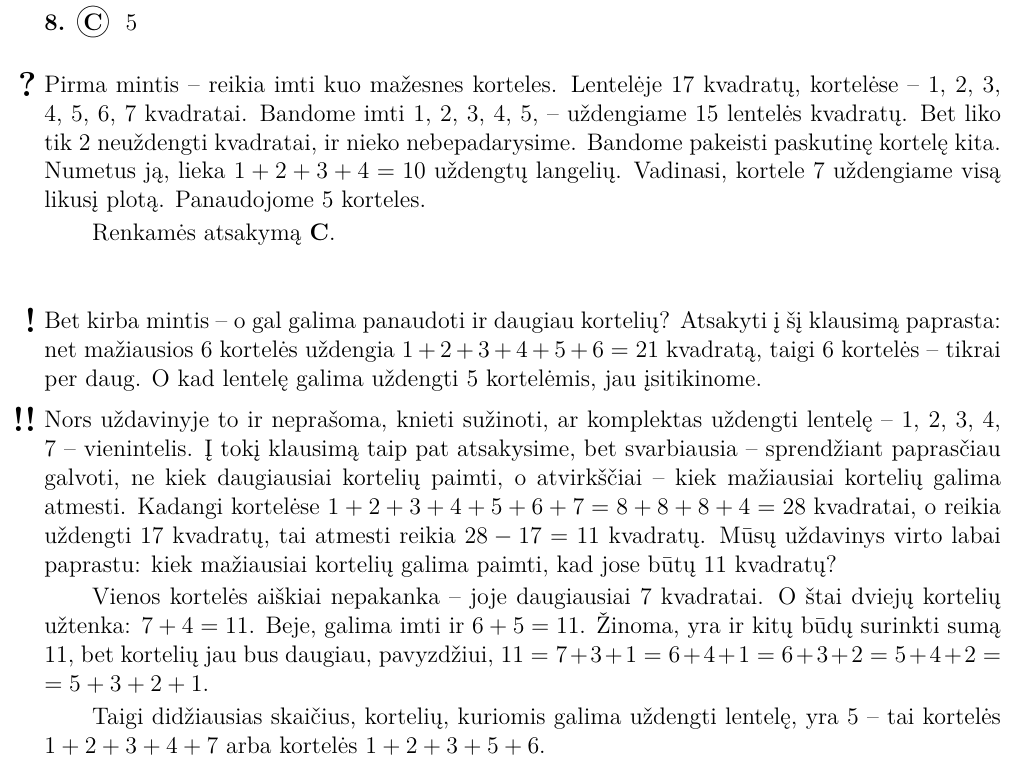 8. C 5
? Pirma mintis – reikia imti kuo mažesnes korteles. Lentelėje 17 kvadratų, kortelėse – 1, 2, 3,
4, 5, 6, 7 kvadratai. Bandome imti 1, 2, 3, 4, 5, – uždengiame 15 lentelės kvadratų. Bet liko
tik 2 neuždengti kvadratai, ir nieko nebepadarysime. Bandome pakeisti paskutinę kortelę kita.
Numetus ją, lieka 1 + 2 + 3 + 4 = 10 uždengtų langelių. Vadinasi, kortele 7 uždengiame visą
likusį plotą. Panaudojome 5 korteles.
Renkamės atsakymą C.
! Bet kirba mintis – o gal galima panaudoti ir daugiau kortelių? Atsakyti į šį klausimą paprasta:
net mažiausios 6 kortelės uždengia 1 + 2 + 3 + 4 + 5 + 6 = 21 kvadratą, taigi 6 kortelės – tikrai
per daug. O kad lentelę galima uždengti 5 kortelėmis, jau įsitikinome.
!! Nors uždavinyje to ir neprašoma, knieti sužinoti, ar komplektas uždengti lentelę – 1, 2, 3, 4,
7 – vienintelis. Į tokį klausimą taip pat atsakysime, bet svarbiausia – sprendžiant paprasčiau
galvoti, ne kiek daugiausiai kortelių paimti, o atvirkščiai – kiek mažiausiai kortelių galima
atmesti. Kadangi kortelėse 1 + 2 + 3 + 4 + 5 + 6 + 7 = 8 + 8 + 8 + 4 = 28 kvadratai, o reikia
uždengti 17 kvadratų, tai atmesti reikia 28 − 17 = 11 kvadratų. Mūsų uždavinys virto labai
paprastu: kiek mažiausiai kortelių galima paimti, kad jose būtų 11 kvadratų?
Vienos kortelės aiškiai nepakanka – joje daugiausiai 7 kvadratai. O štai dviejų kortelių
užtenka: 7 + 4 = 11. Beje, galima imti ir 6 + 5 = 11. Žinoma, yra ir kitų būdų surinkti sumą
11, bet kortelių jau bus daugiau, pavyzdžiui, 11 = 7+3+1 = 6+4+1 = 6+3+2 = 5+4+2 =
= 5 + 3 + 2 + 1.
Taigi didžiausias skaičius, kortelių, kuriomis galima uždengti lentelę, yra 5 – tai kortelės
1 + 2 + 3 + 4 + 7 arba kortelės 1 + 2 + 3 + 5 + 6.